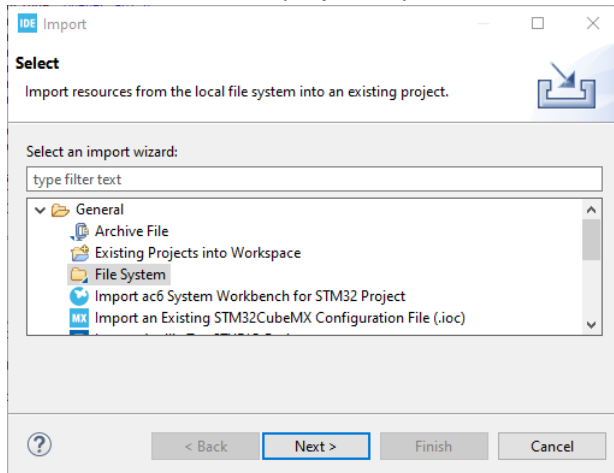 IDE Import
Select
Import resources from the local file system into an existing project.
Select an import wizard:
type filter text
General
Archive File
Existing Projects into Workspace
File System
Import ac6 System Workbench for STM32 Project
MX Import an Existing STM32CubeMX Configuration File (.ioc)
? < Back Next > Finish Cancel